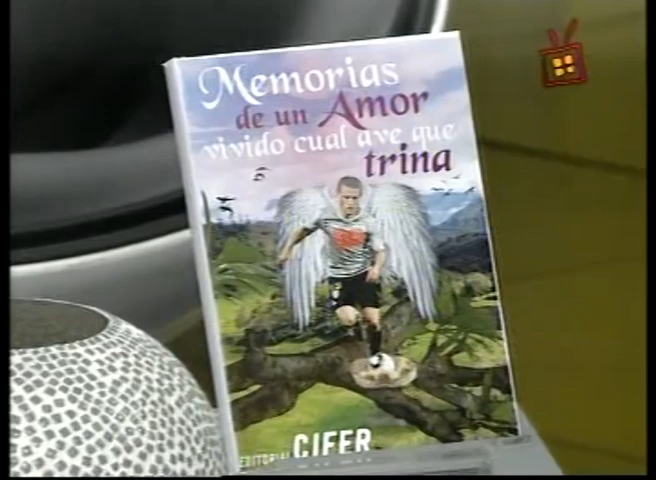 Memorias
de un Amor
vivido cual ave que
trina
EDITORIAL CIFER